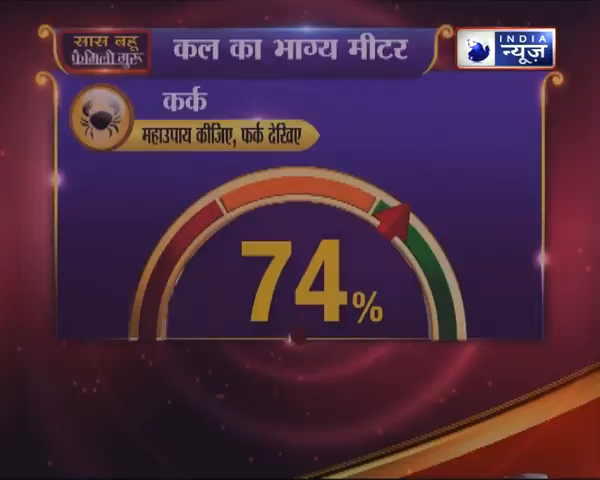 सास बहू
फैमिली गुरू
कल का भाग्य मीटर
INDIA
न्यूज़
कर्क
महाउपाय कीजिए, फर्क देखिए
74%